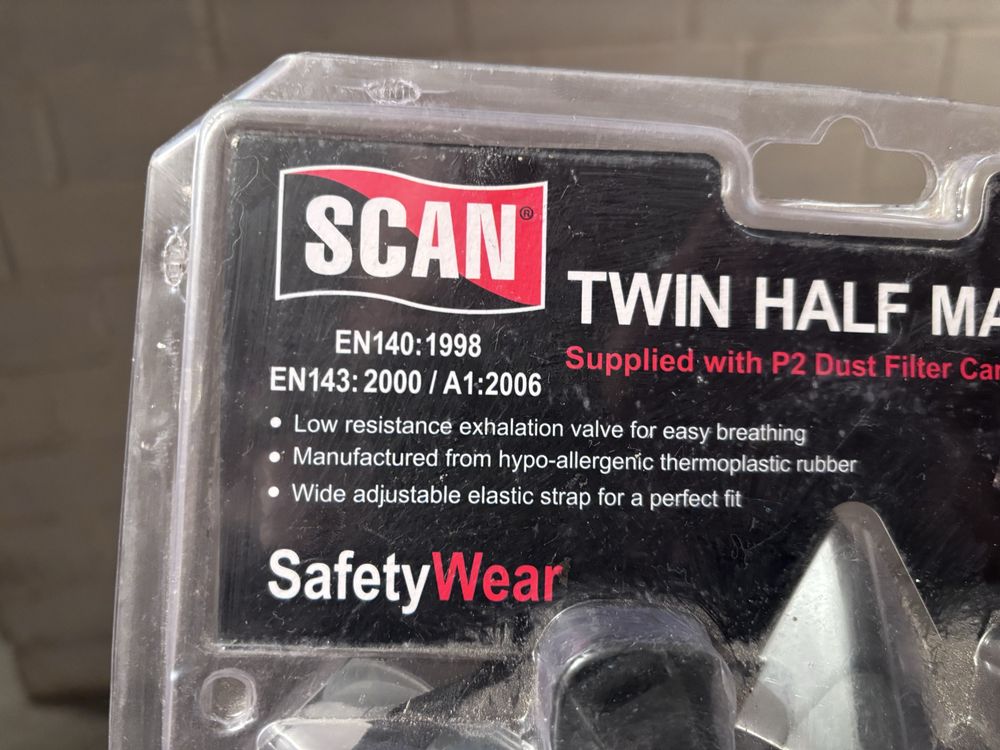 SCAN®
TWIN HALF MA
EN140:1998
Supplied with P2 Dust Filter Car
EN143: 2000 / A1:2006
• Low resistance exhalation valve for easy breathing
• Manufactured from hypo-allergenic thermoplastic rubber
• Wide adjustable elastic strap for a perfect fit
SafetyWear